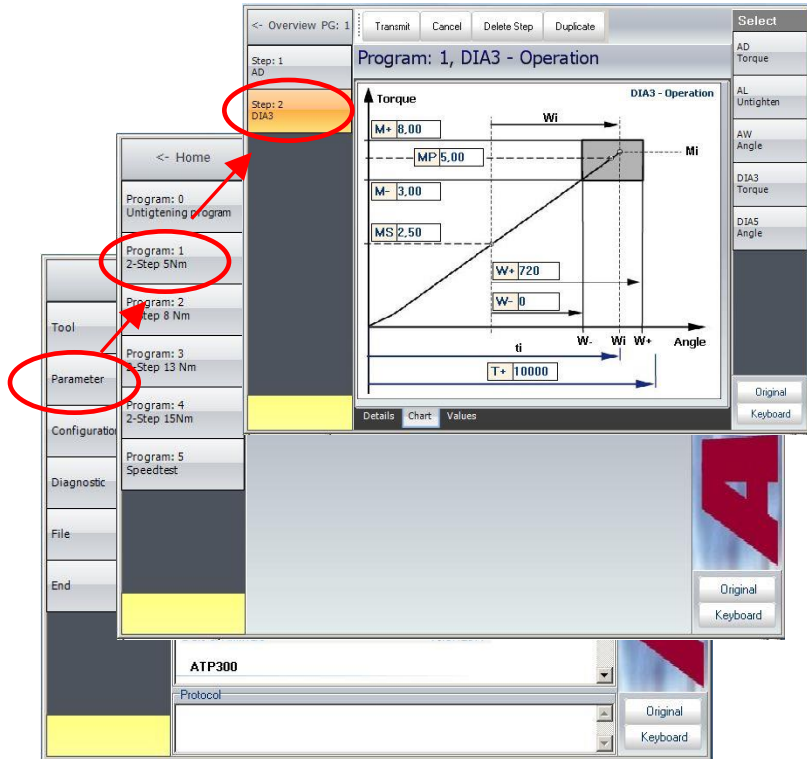 <- Overview PG: 1
Transmit
Cancel
Delete Step
Duplicate
Select
Step: 1
AD
Step: 2
DIA3
Program: 1, DIA3 - Operation
DIA3 - Operation
Torque
Wi
M+ 8,00
MP 5,00
Mi
M- 3,00
MS 2,50
W+ 720
W- 0
W- Wi W+ Angle
ti
T+ 10000
Details Chart Values
AD
Torque
AL
Untighten
AW
Angle
DIA3
Torque
DIA5
Angle
Original
Keyboard
<- Home
Program: 0
Untigtening program
Program: 1
2-Step 5Nm
Program: 2
2-Step 8 Nm
Program: 3
2-Step 13 Nm
Program: 4
2-Step 15Nm
Program: 5
Speedtest
Original
Keyboard
Tool
Parameter
Configuration
Diagnostic
File
End
ATP300
Protocol
Original
Keyboard